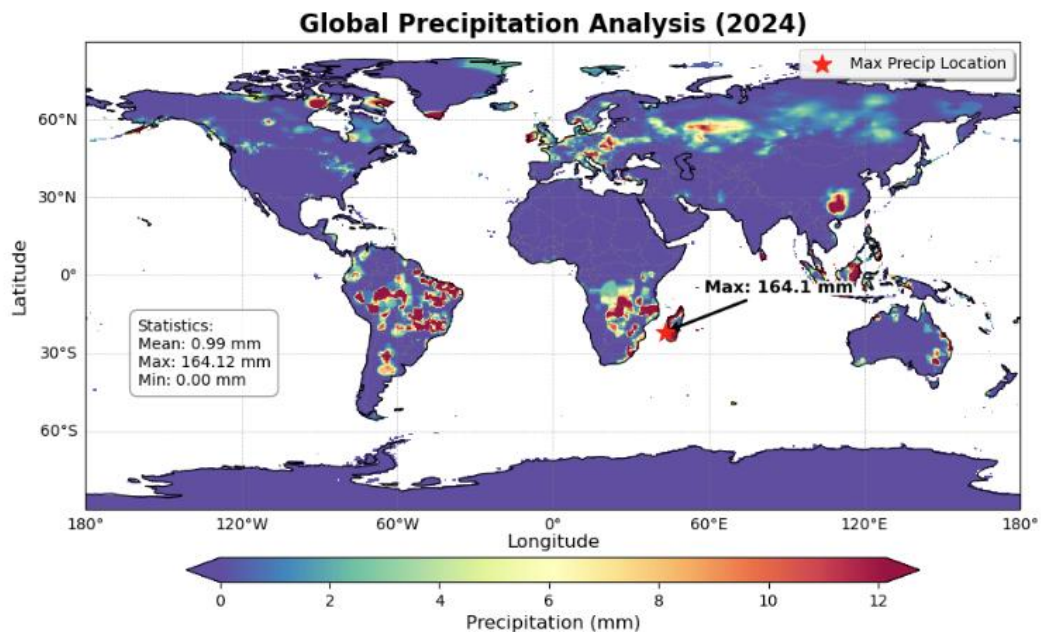 Global Precipitation Analysis (2024)
Max Precip Location
60°N
30°N
0°
30°S
60°S
Latitude
Max: 164.1 mm
Statistics:
Mean: 0.99 mm
Max: 164.12 mm
Min: 0.00 mm
180°
120°W
60°W
0°
60°E
120°E
180°
Longitude
0
2
4
6
8
10
12
Precipitation (mm)